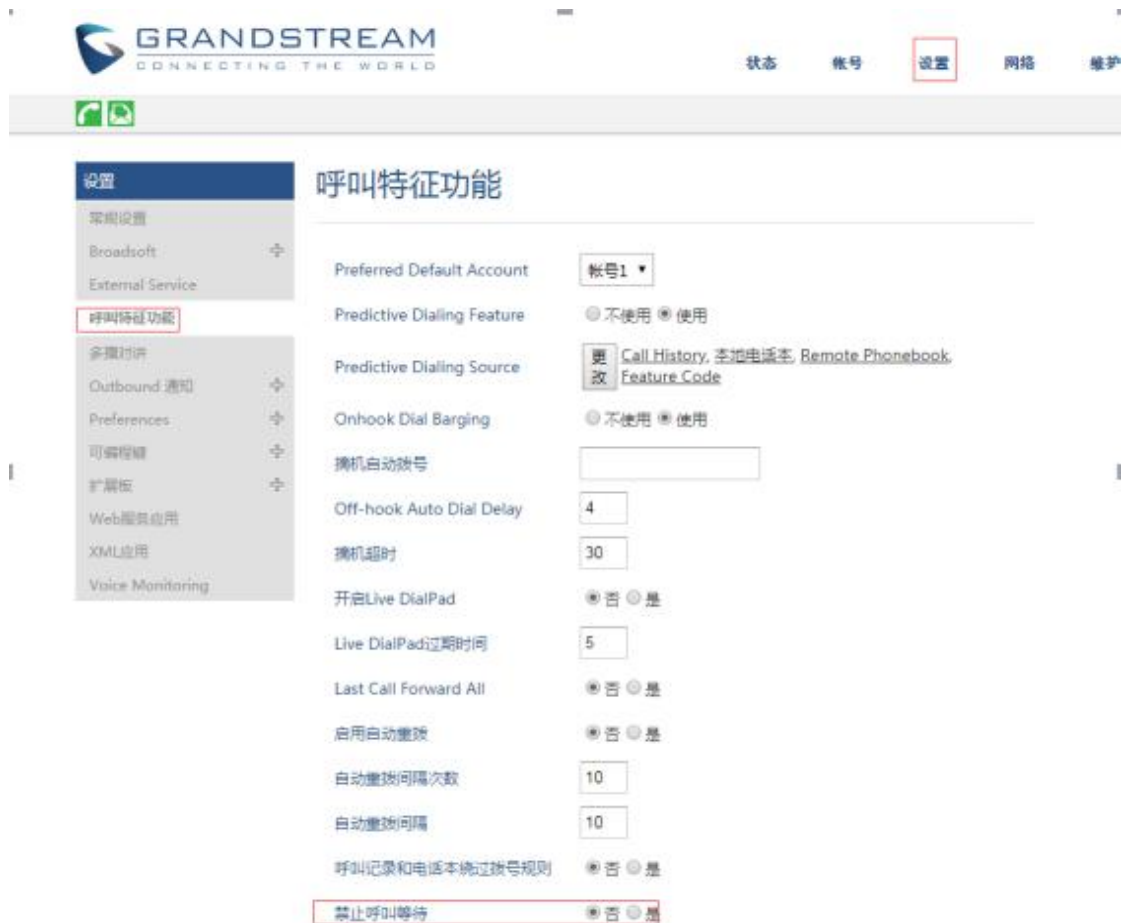 GRANDSTREAM
CONNECTING THE WORLD
状态 帐号 设置 网络 维护
设置
常规设置
Broadsoft
External Service
呼叫特征功能
多播对讲
Outbound 通知
Preferences
可编程键
扩展板
Web服务应用
XML应用
Voice Monitoring
呼叫特征功能
Preferred Default Account 帐号1
Predictive Dialing Feature 不使用 使用
Predictive Dialing Source 更改 Call History, 本地电话本, Remote Phonebook, Feature Code
Onhook Dial Barging 不使用 使用
摘机自动拨号
Off-hook Auto Dial Delay 4
摘机超时 30
开启Live DialPad 否 是
Live DialPad过期时间 5
Last Call Forward All 否 是
启用自动重拨 否 是
自动重拨间隔次数 10
自动重拨间隔 10
呼叫记录和电话本绕过拨号规则 否 是
禁止呼叫等待 否 是